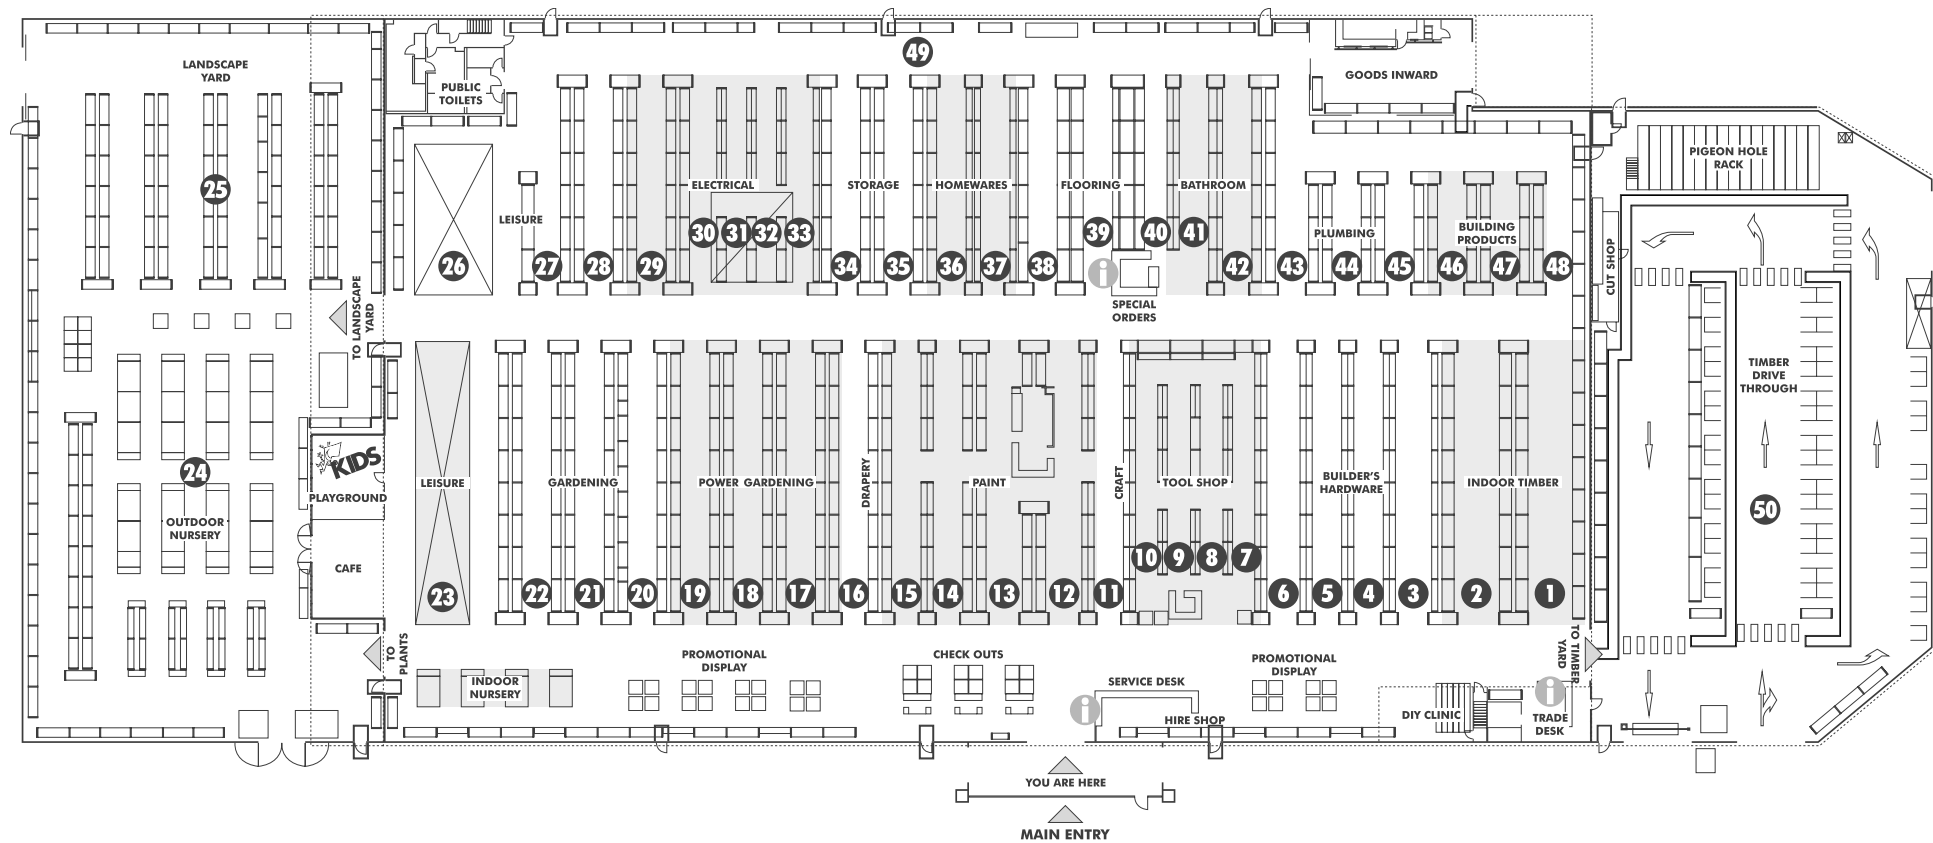 LANDSCAPE
YARD
25
PUBLIC
TOILETS
49
GOODS INWARD
PIGEON HOLE
RACK
ELECTRICAL
STORAGE
HOMEWARES
FLOORING
BATHROOM
LEISURE
PLUMBING
BUILDING
PRODUCTS
30
31
32
33
39
40
41
26
27
28
29
34
35
36
37
38
i
42
43
44
45
46
47
48
CUT SHOP
SPECIAL
ORDERS
TO LANDSCAPE
YARD
TIMBER
DRIVE
THROUGH
KIDS
PLAYGROUND
24
OUTDOOR
NURSERY
CAFE
LEISURE
GARDENING
POWER GARDENING
DRAPERY
PAINT
CRAFT
TOOL SHOP
BUILDER'S
HARDWARE
INDOOR TIMBER
50
10
9
8
7
23
22
21
20
19
18
17
16
15
14
13
12
11
6
5
4
3
2
1
TO
PLANTS
TO TIMBER
YARD
INDOOR
NURSERY
PROMOTIONAL
DISPLAY
CHECK OUTS
PROMOTIONAL
DISPLAY
SERVICE DESK
i
HIRE SHOP
DIY CLINIC
i
TRADE
DESK
YOU ARE HERE
MAIN ENTRY